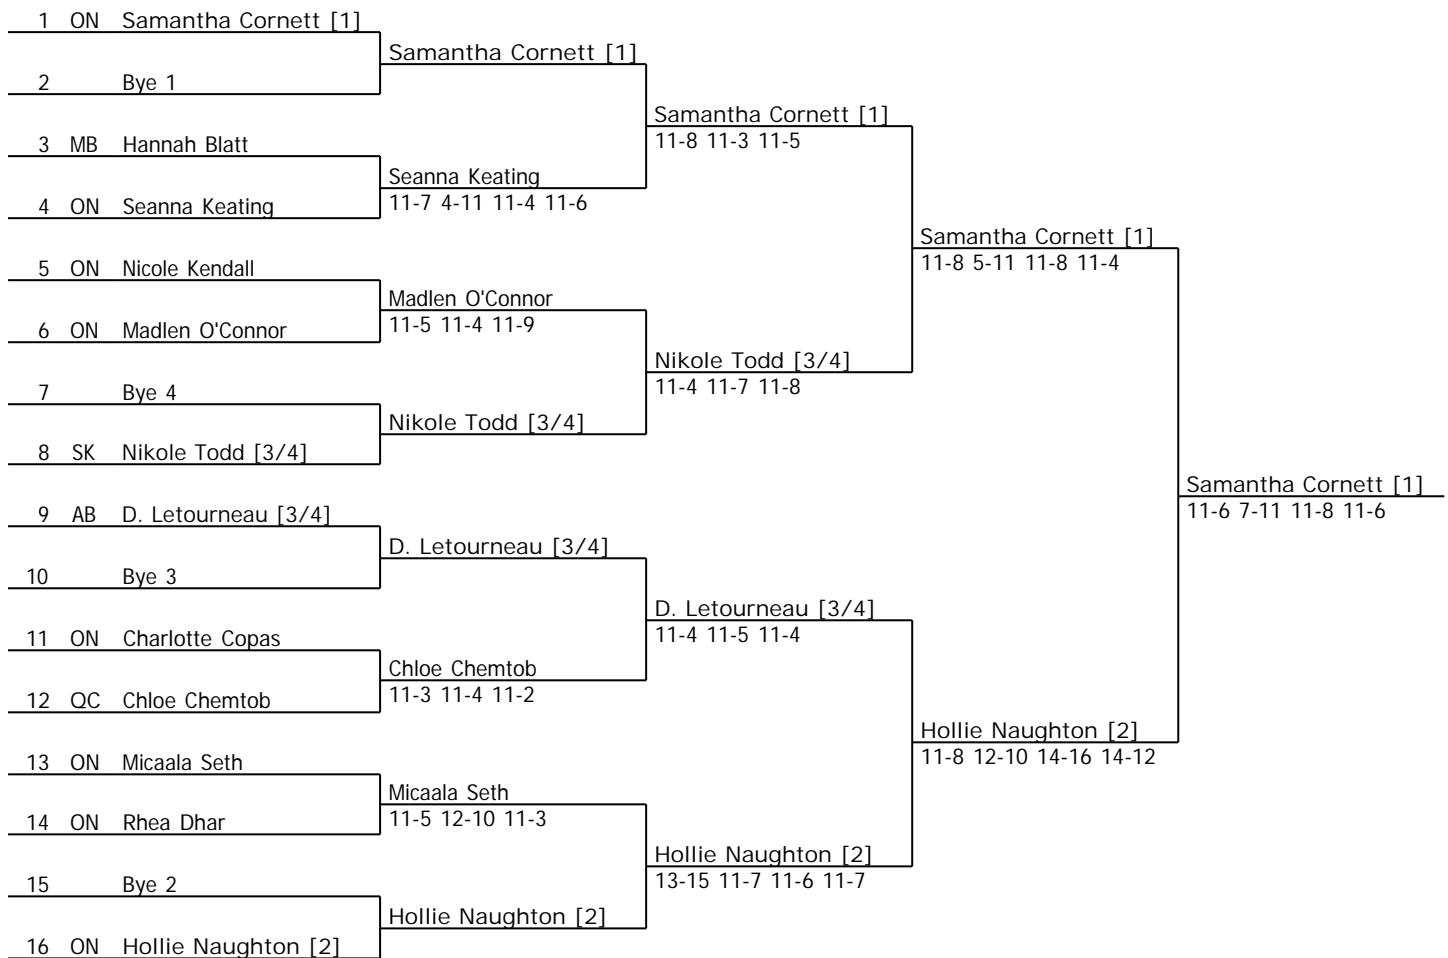 1 ON Samantha Cornett [1]
Samantha Cornett [1]
2 Bye 1
Samantha Cornett [1]
11-8 11-3 11-5
3 MB Hannah Blatt
Seanna Keating
11-7 4-11 11-4 11-6
4 ON Seanna Keating
Samantha Cornett [1]
11-8 5-11 11-8 11-4
5 ON Nicole Kendall
Madlen O'Connor
11-5 11-4 11-9
6 ON Madlen O'Connor
Nikole Todd [3/4]
11-4 11-7 11-8
7 Bye 4
Nikole Todd [3/4]
8 SK Nikole Todd [3/4]
Samantha Cornett [1]
11-6 7-11 11-8 11-6
9 AB D. Letourneau [3/4]
D. Letourneau [3/4]
10 Bye 3
D. Letourneau [3/4]
11-4 11-5 11-4
11 ON Charlotte Copas
Chloe Chemtob
11-3 11-4 11-2
12 QC Chloe Chemtob
Hollie Naughton [2]
11-8 12-10 14-16 14-12
13 ON Micaala Seth
Micaala Seth
11-5 12-10 11-3
14 ON Rhea Dhar
Hollie Naughton [2]
13-15 11-7 11-6 11-7
15 Bye 2
Hollie Naughton [2]
16 ON Hollie Naughton [2]